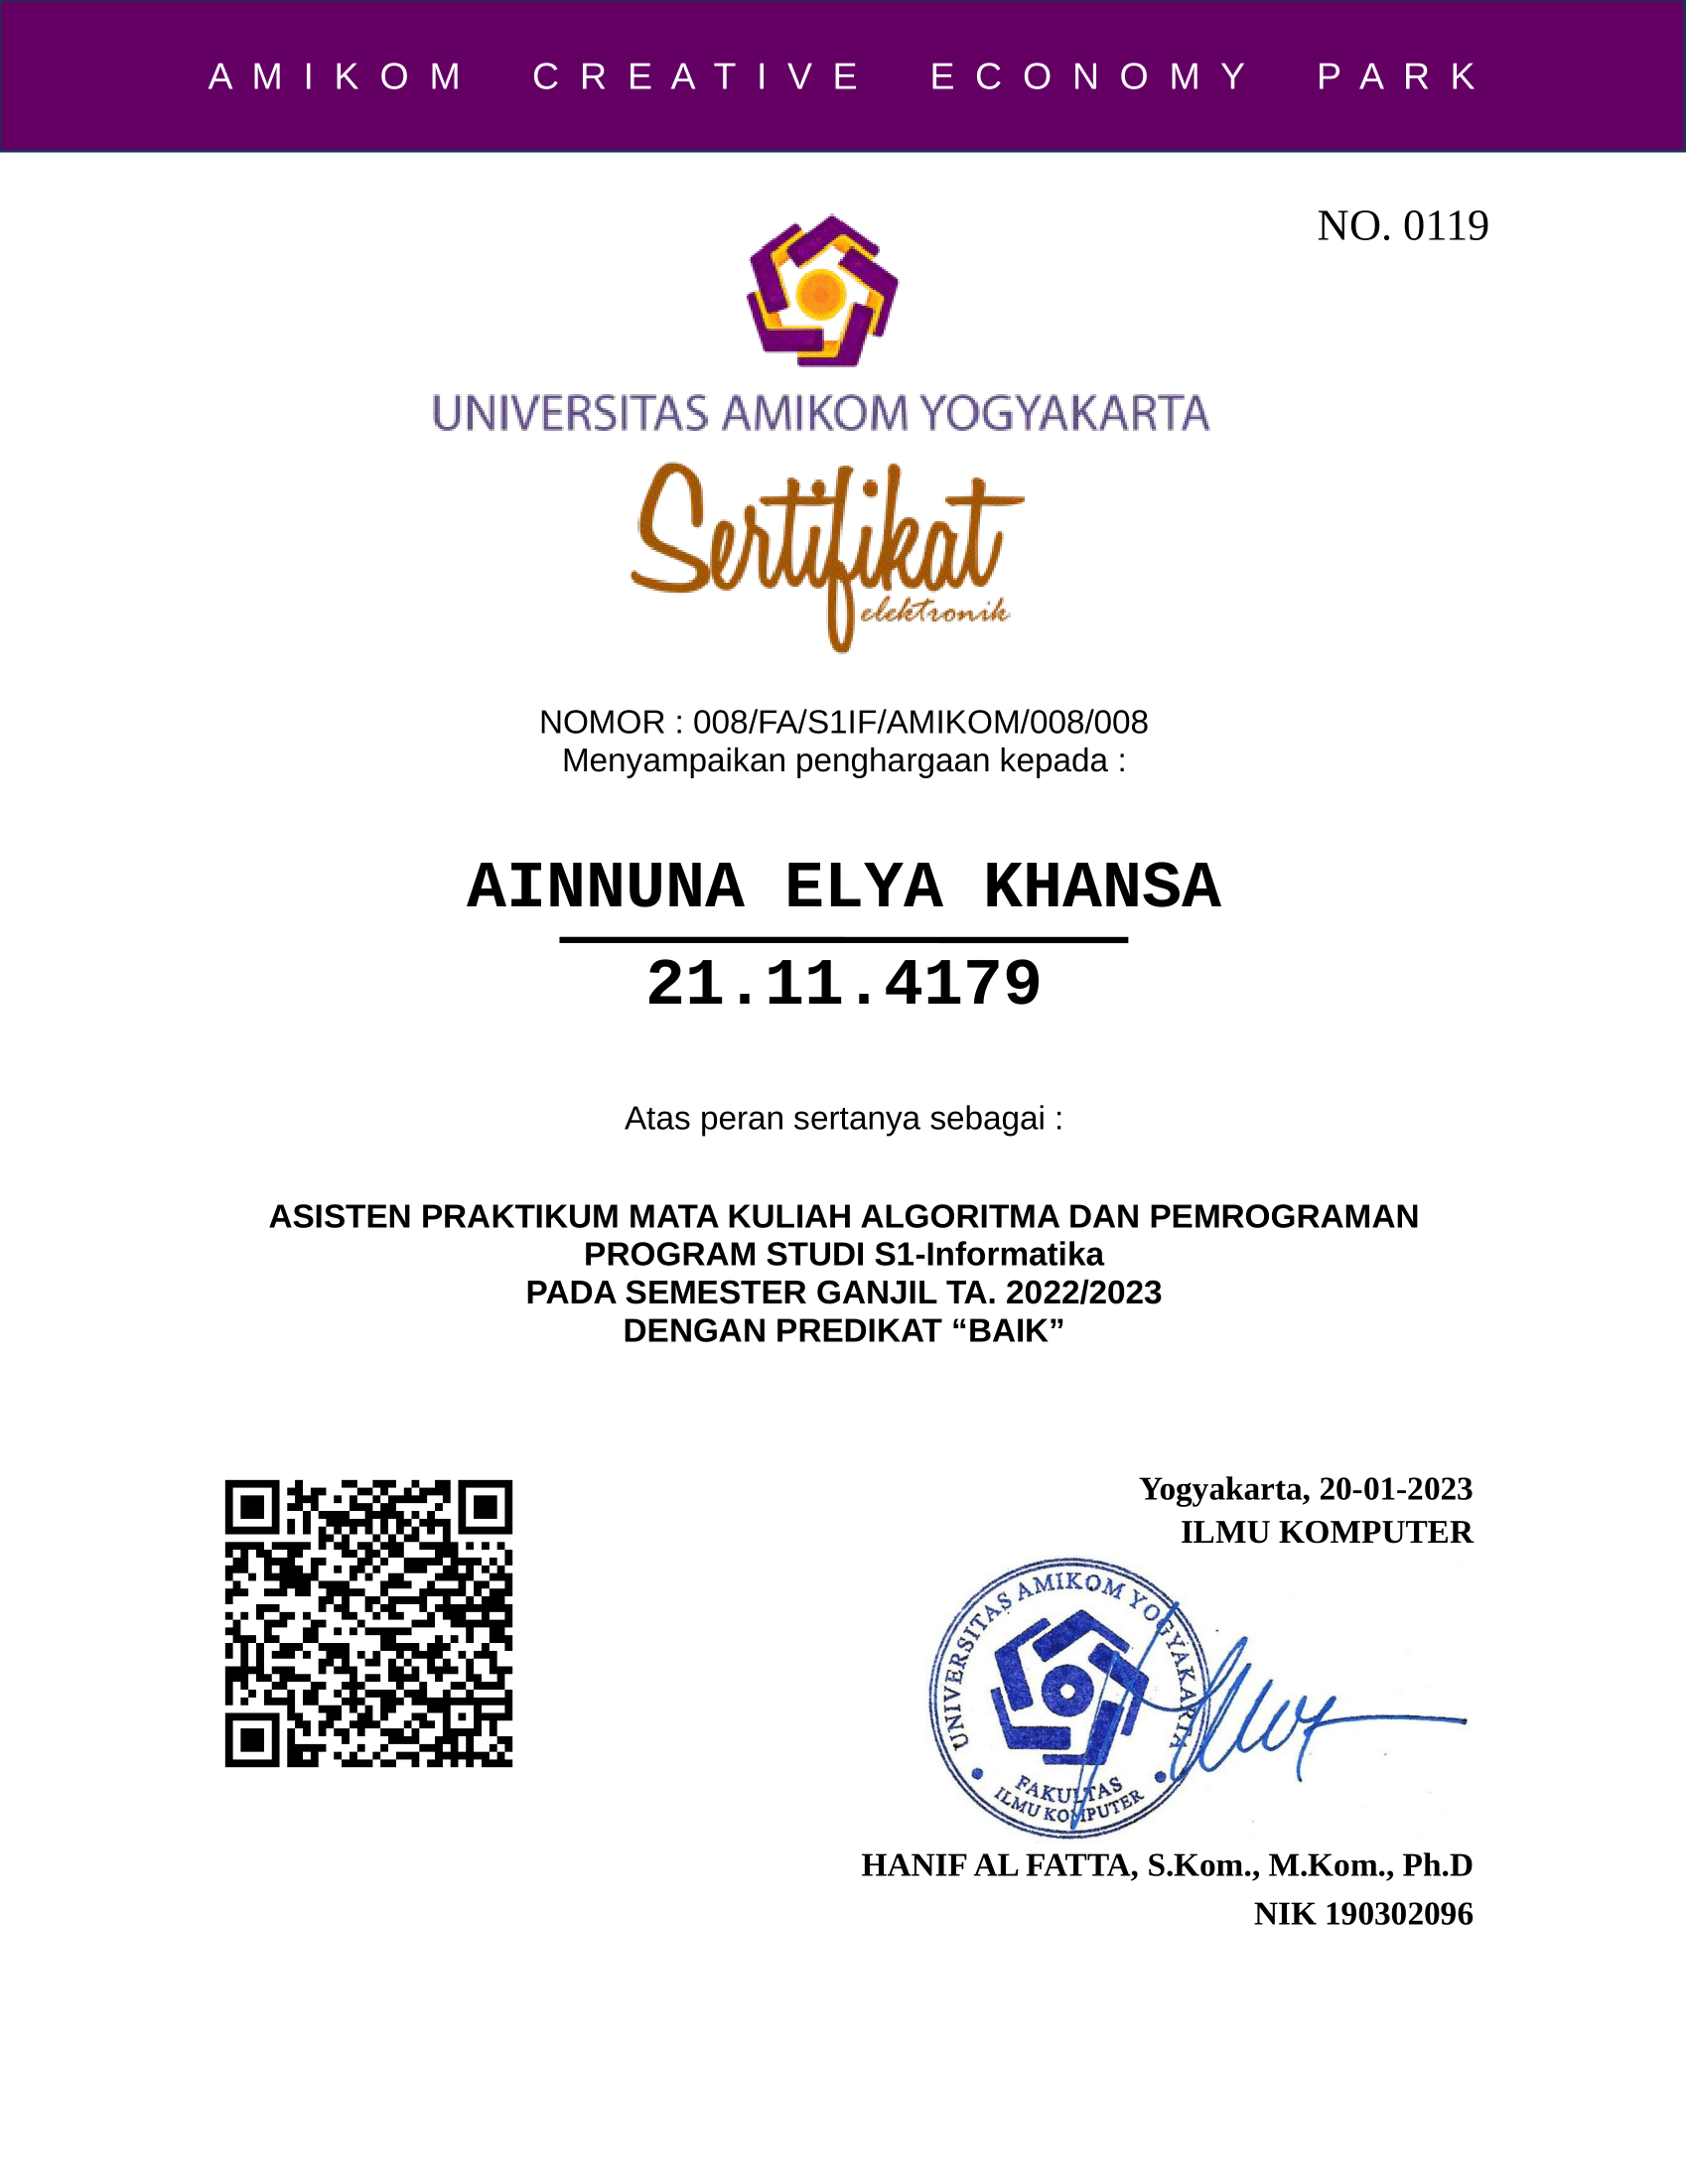 AMIKOM CREATIVE ECONOMY PARK
NO. 0119
UNIVERSITAS AMIKOM YOGYAKARTA
Sertifikat
elektronik
NOMOR : 008/FA/S1IF/AMIKOM/008/008
Menyampaikan penghargaan kepada :
AINNUNA ELYA KHANSA
21.11.4179
Atas peran sertanya sebagai :
ASISTEN PRAKTIKUM MATA KULIAH ALGORITMA DAN PEMROGRAMAN
PROGRAM STUDI S1-Informatika
PADA SEMESTER GANJIL TA. 2022/2023
DENGAN PREDIKAT “BAIK”
Yogyakarta, 20-01-2023
ILMU KOMPUTER
UNIVERSITAS AMIKOM YOGYAKARTA
FAKULTAS
ILMU KOMPUTER
HANIF AL FATTA, S.Kom., M.Kom., Ph.D
NIK 190302096